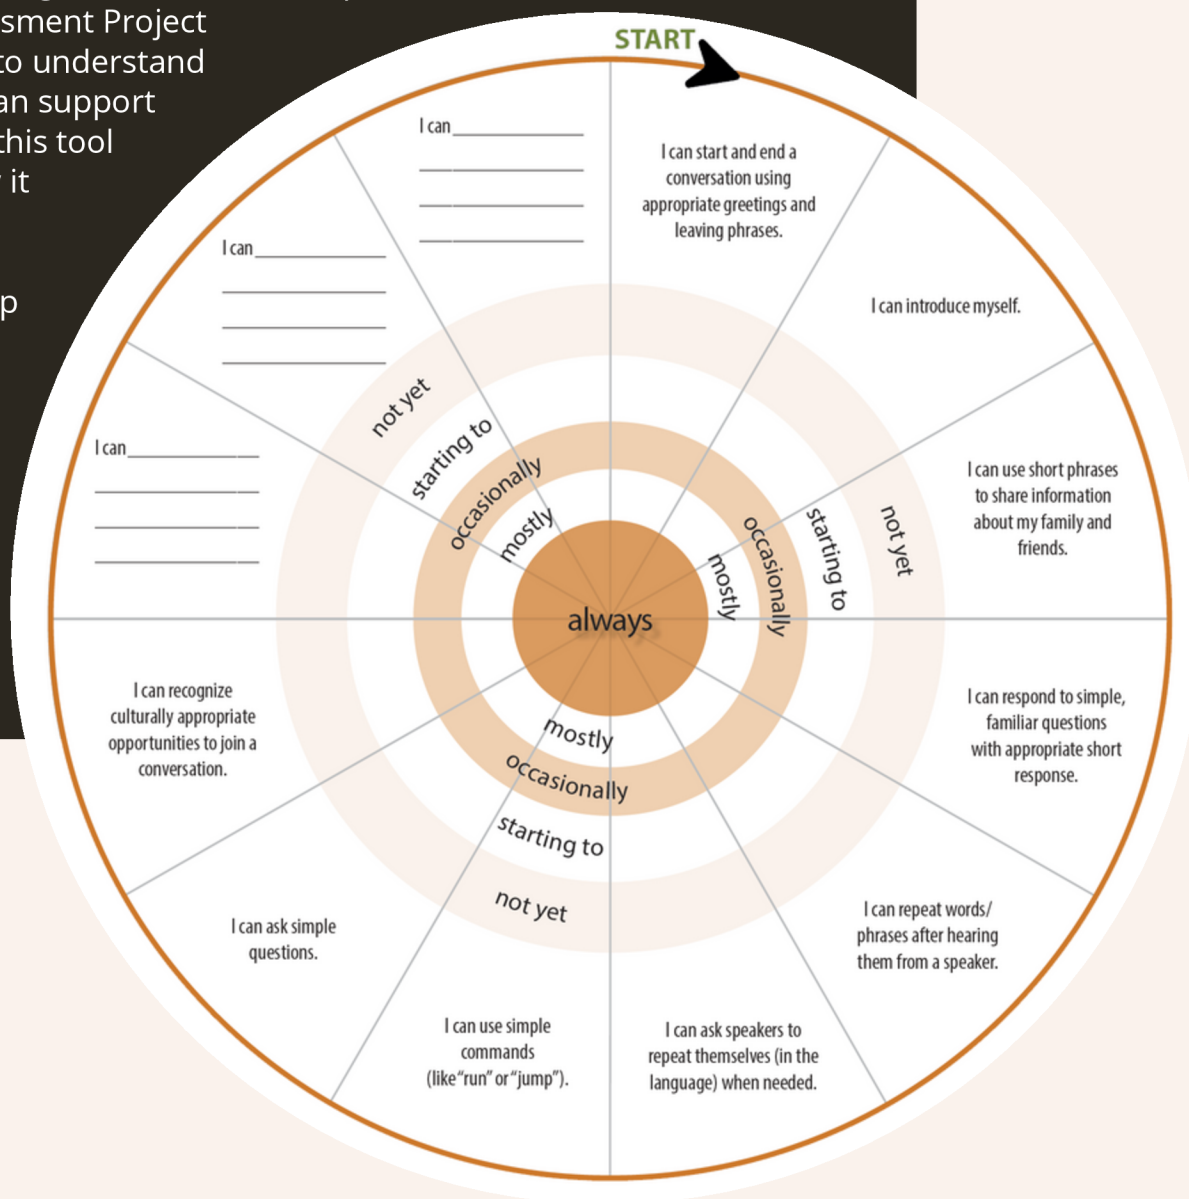 sment Project
to understand
an support
this tool
it
p
START
I can start and end a
conversation using
appropriate greetings and
leaving phrases.
I can introduce myself.
I can use short phrases
to share information
about my family and
friends.
I can respond to simple,
familiar questions
with appropriate short
response.
I can repeat words/
phrases after hearing
them from a speaker.
I can ask speakers to
repeat themselves (in the
language) when needed.
I can use simple
commands
(like “run” or “jump”).
I can ask simple
questions.
I can recognize
culturally appropriate
opportunities to join a
conversation.
I can
I can
I can
not yet
starting to
occasionally
mostly
always
mostly
occasionally
starting to
not yet
mostly
occasionally
starting to
not yet